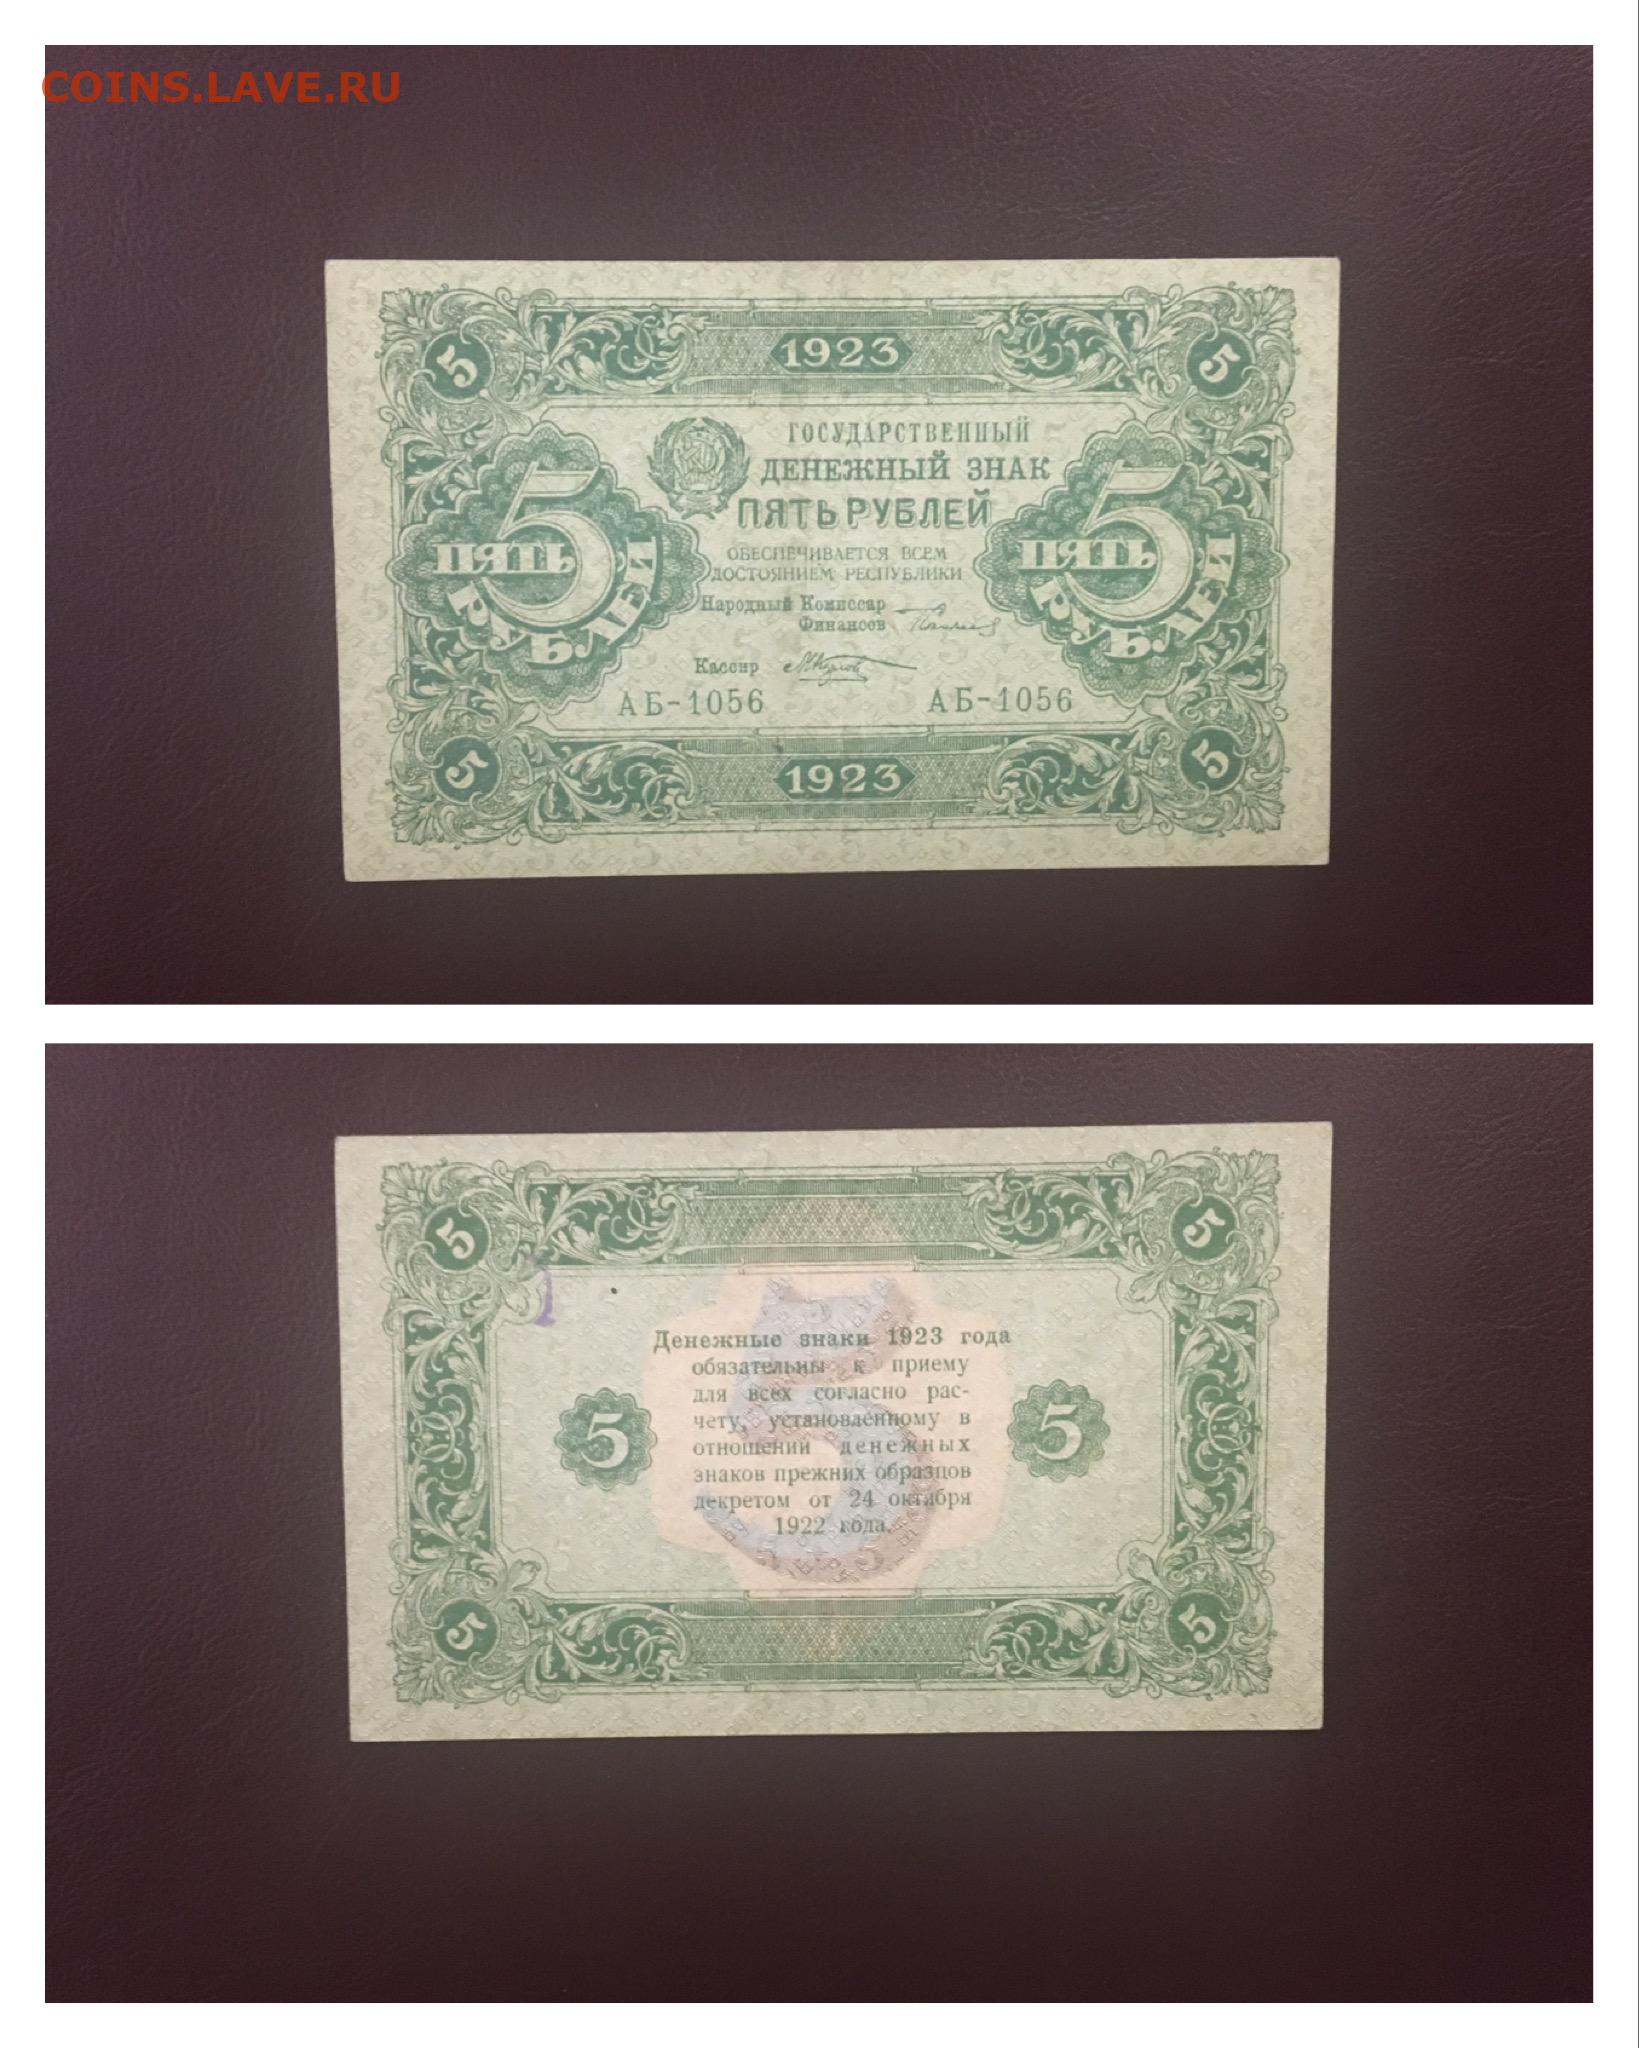 COINS.LAVE.RU
1923
5 5
ГОСУДАРСТВЕННЫЙ
ДЕНЕЖНЫЙ ЗНАК
ПЯТЬ РУБЛЕЙ
5 ПЯТЬ РУБЛЕЙ
5 ПЯТЬ РУБЛЕЙ
ОБЕСПЕЧИВАЕТСЯ ВСЕМ
ДОСТОЯНИЕМ РЕСПУБЛИКИ
Народный Комиссар
Финансов
Кассир
АБ-1056 АБ-1056
5 5
1923
5 5
Денежные знаки 1923 года
обязательны к приему
для всех согласно рас-
чету, установленному в
отношении денежных
знаков прежних образцов
декретом от 24 октября
1922 года.
5 5
5
5 5